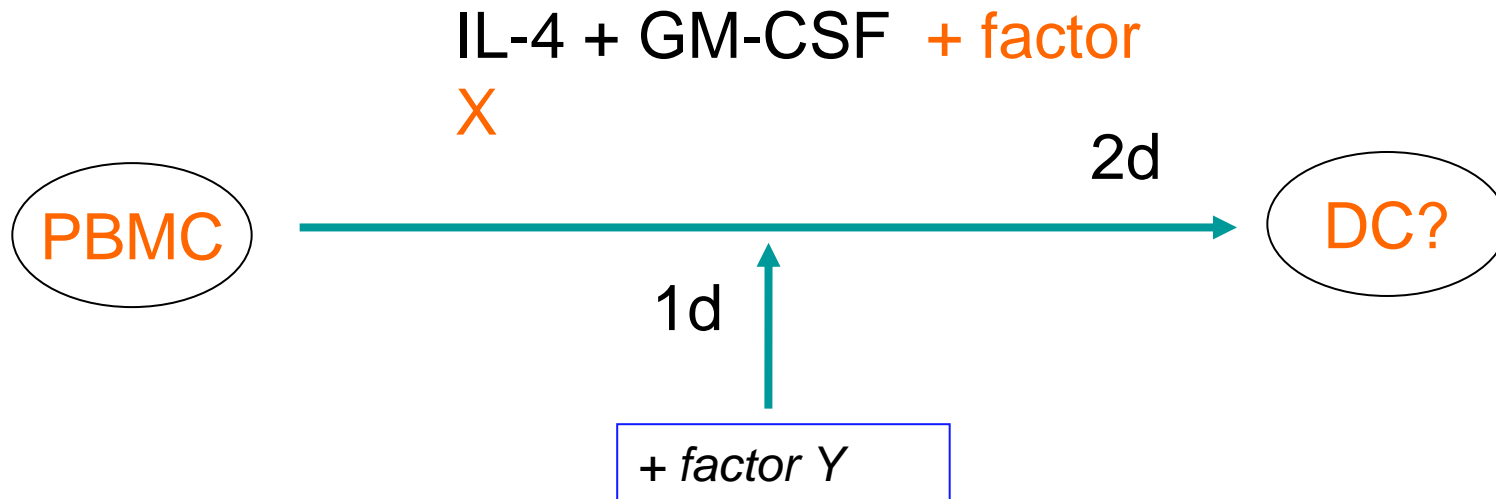 IL-4 + GM-CSF + factor
X
2d
PBMC
DC?
1d
+ factor Y